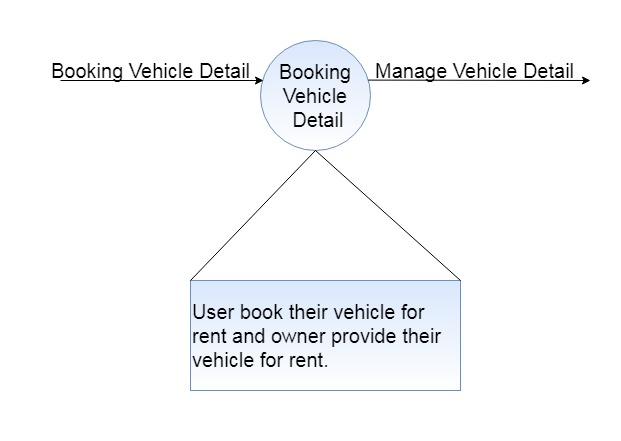 Booking Vehicle Detail
Booking
Vehicle
Detail
Manage Vehicle Detail
User book their vehicle for
rent and owner provide their
vehicle for rent.